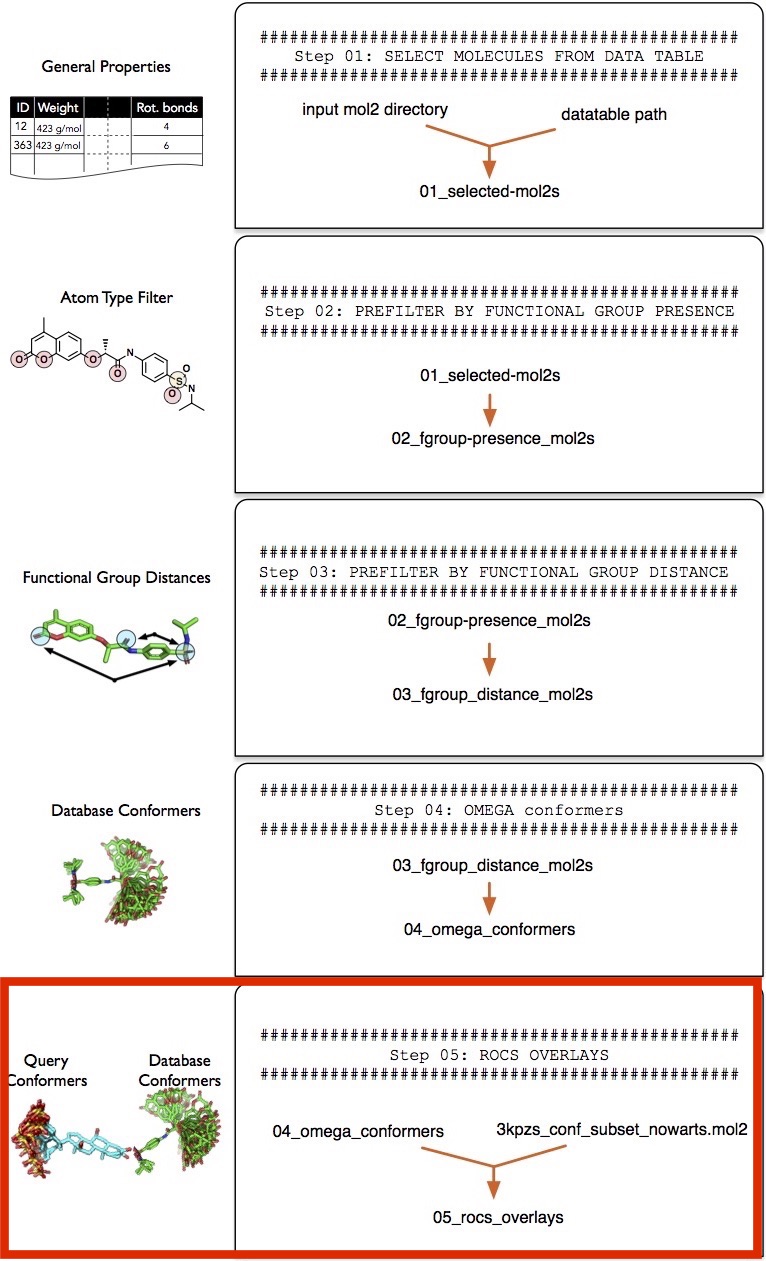 General Properties
ID Weight Rot. bonds
12 423 g/mol 4
363 423 g/mol 6
################################################
Step 01: SELECT MOLECULES FROM DATA TABLE
################################################
input mol2 directory
datatable path
01_selected-mol2s
Atom Type Filter
O O O O N S O O N
################################################
Step 02: PREFILTER BY FUNCTIONAL GROUP PRESENCE
################################################
01_selected-mol2s
02_fgroup-presence_mol2s
Functional Group Distances
################################################
Step 03: PREFILTER BY FUNCTIONAL GROUP DISTANCE
################################################
02_fgroup-presence_mol2s
03_fgroup_distance_mol2s
Database Conformers
################################################
Step 04: OMEGA conformers
################################################
03_fgroup_distance_mol2s
04_omega_conformers
Query
Conformers
Database
Conformers
################################################
Step 05: ROCS OVERLAYS
################################################
04_omega_conformers
3kpzs_conf_subset_nowarts.mol2
05_rocs_overlays